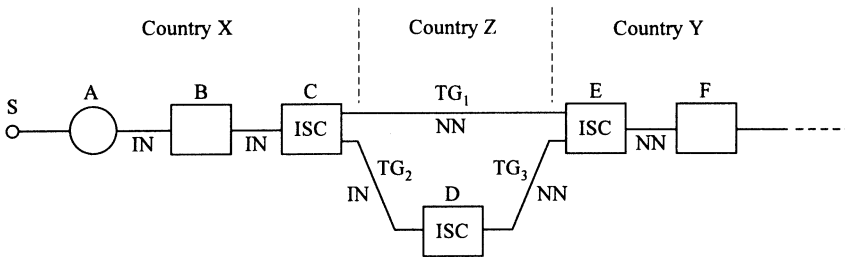 Country X
Country Z
Country Y
S
A
B
C
E
F
TG1
ISC
ISC
NN
IN
IN
NN
TG2
TG3
IN
NN
D
ISC